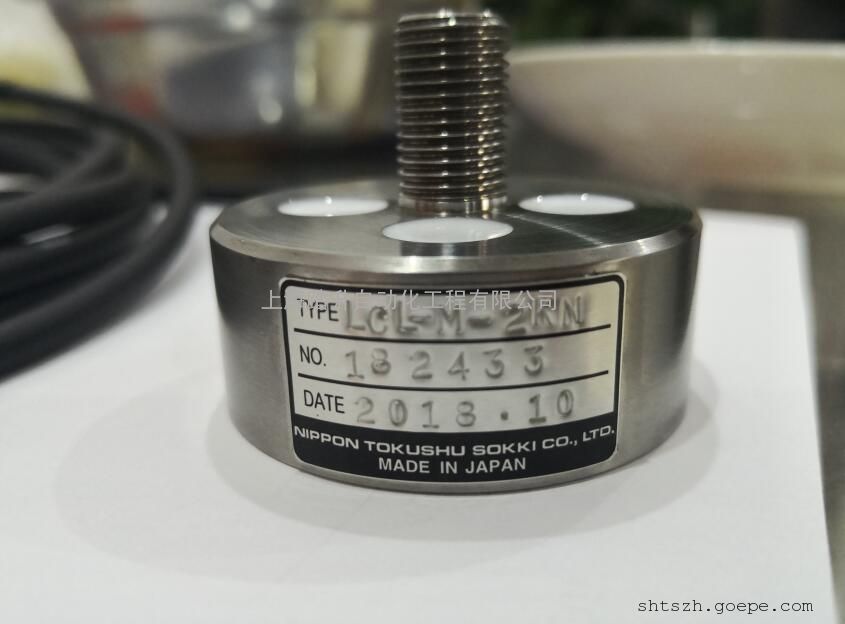 TYPE LCL-M-2KN
自动化工程有限公司
NO. 182433
DATE 2018.10
NIPPON TOKUSHU SOKKI CO., LTD.
MADE IN JAPAN
shtszh.goepe.com